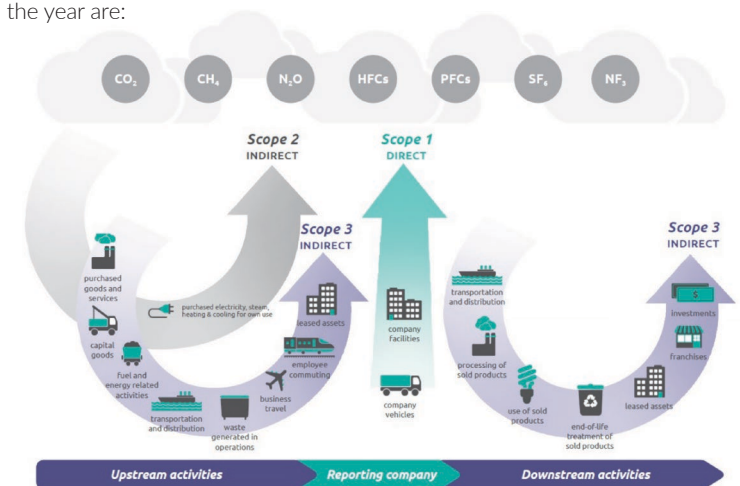 the year are:
CO₂
CH₄
N₂O
HFCs
PFCs
SF₆
NF₃
Scope 2
INDIRECT
Scope 1
DIRECT
Scope 3
INDIRECT
Scope 3
INDIRECT
purchased
goods and
services
capital
goods
fuel and
energy related
activities
transportation
and distribution
waste
generated in
operations
business
travel
employee
commuting
leased assets
purchased electricity, steam,
heating & cooling for own use
company
facilities
company
vehicles
transportation
and distribution
processing of
sold products
use of sold
products
end-of-life
treatment of
sold products
leased assets
franchises
investments
$
Upstream activities
Reporting company
Downstream activities